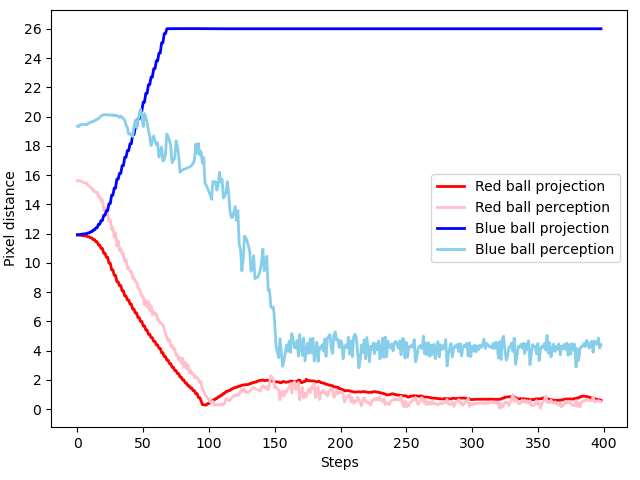 26
24
22
20
18
16
14
12
10
8
6
4
2
0
Pixel distance
Red ball projection
Red ball perception
Blue ball projection
Blue ball perception
0 50 100 150 200 250 300 350 400
Steps